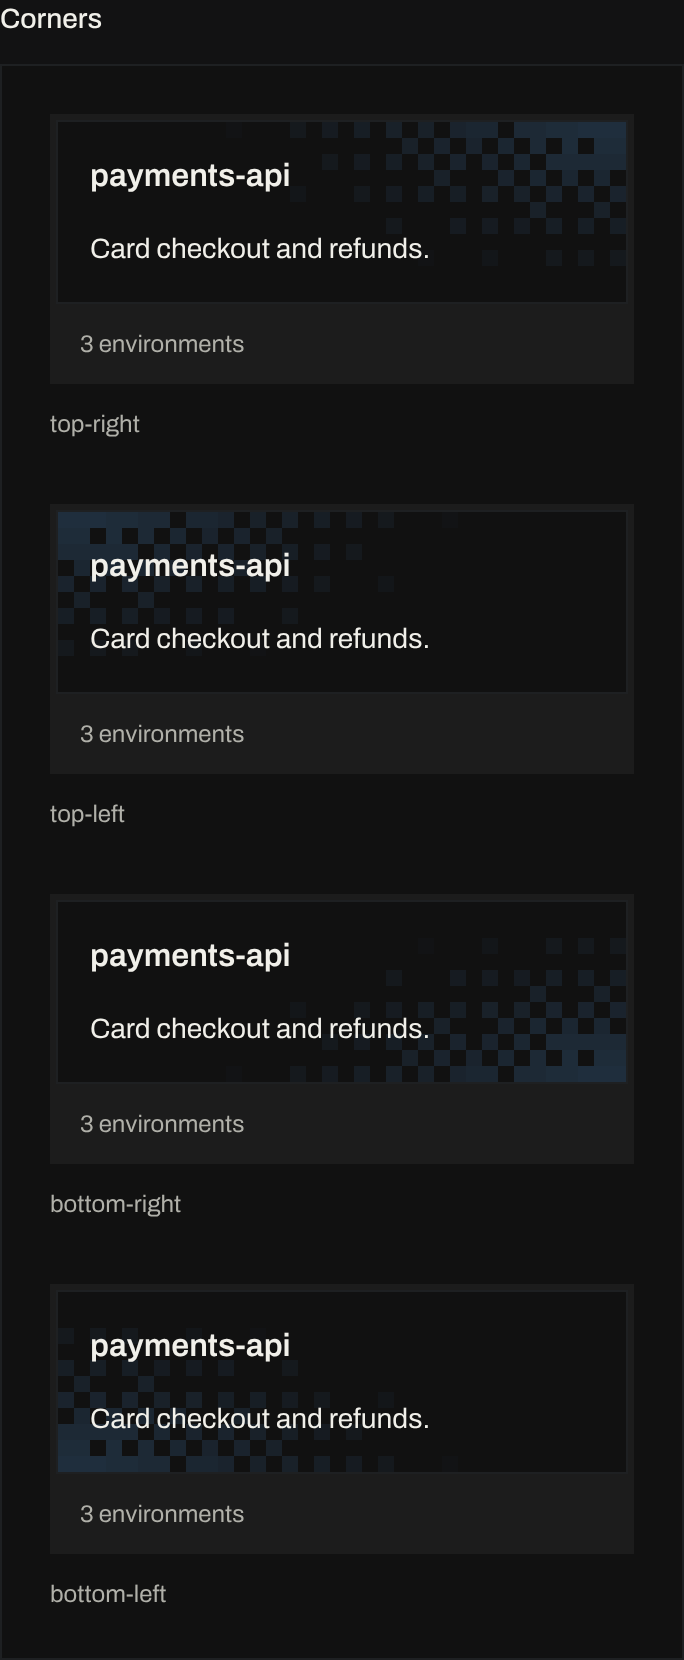 Corners
payments-api
Card checkout and refunds.
3 environments
top-right
payments-api
Card checkout and refunds.
3 environments
top-left
payments-api
Card checkout and refunds.
3 environments
bottom-right
payments-api
Card checkout and refunds.
3 environments
bottom-left